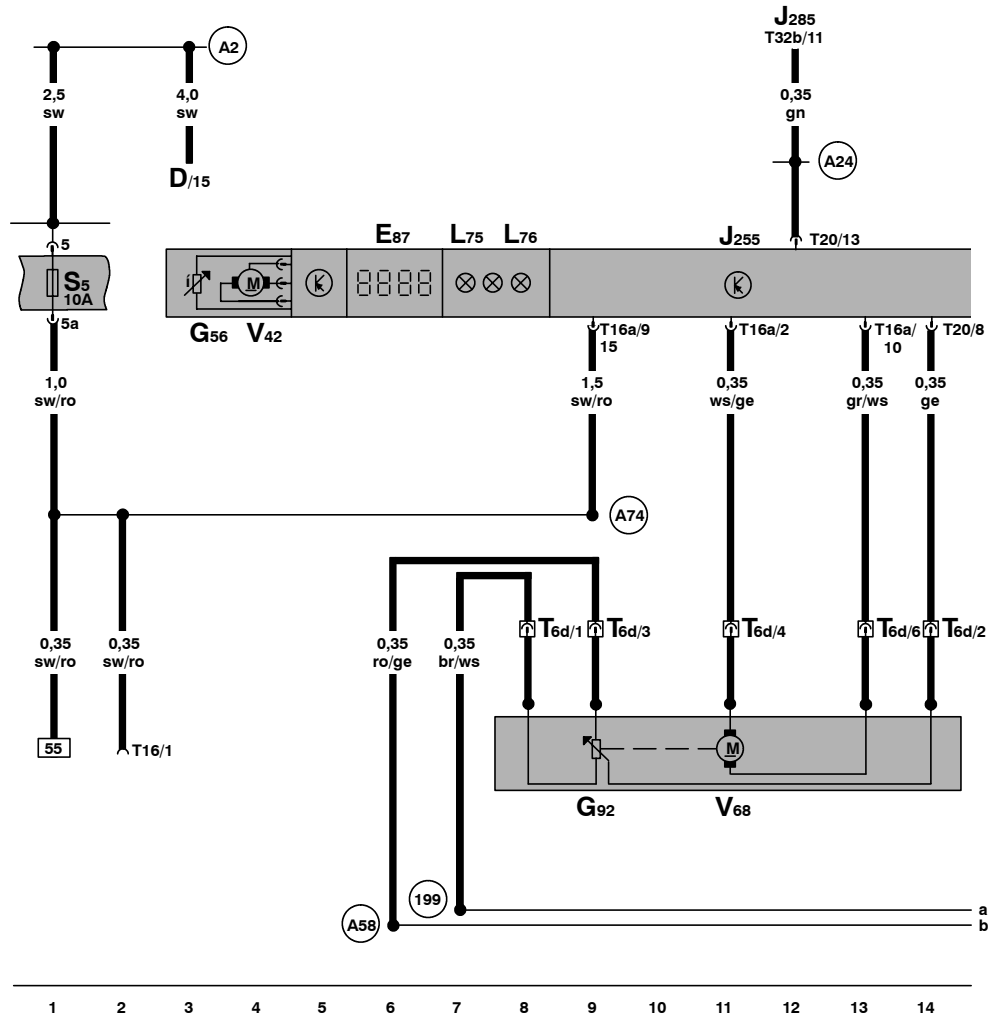 J285
T32b/11
A2
2,5
sw
4,0
sw
0,35
gn
D/15
A24
5
E87
L75
L76
J255
T20/13
S5
10A
G56
V42
5a
T16a/9
15
T16a/2
T16a/
10
T20/8
1,0
sw/ro
1,5
sw/ro
0,35
ws/ge
0,35
gr/ws
0,35
ge
A74
0,35
sw/ro
0,35
sw/ro
0,35
ro/ge
0,35
br/ws
T6d/1
T6d/3
T6d/4
T6d/6
T6d/2
55
T16/1
M
M
G92
V68
199
A58
a
b
1 2 3 4 5 6 7 8 9 10 11 12 13 14